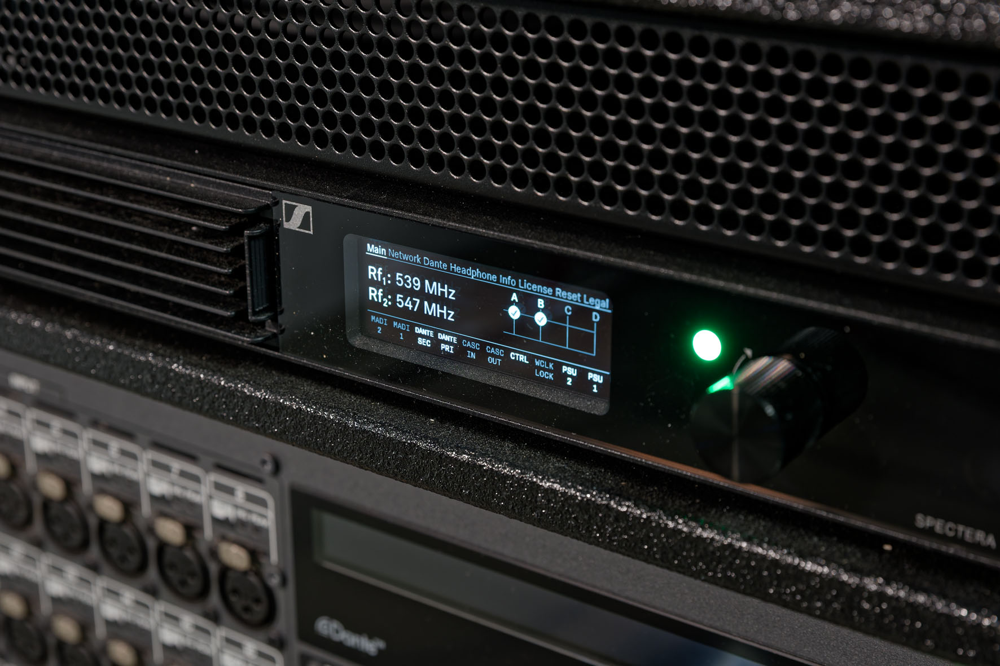 Main Network Dante Headphone Info License Reset Legal
Rf1: 539 MHz
Rf2: 547 MHz
A B C D
MADI 2
MADI 1
DANTE SEC
DANTE PRI
CASC IN
CASC OUT
CTRL
WCLK LOCK
PSU 2
PSU 1
SPECTERA
Dante